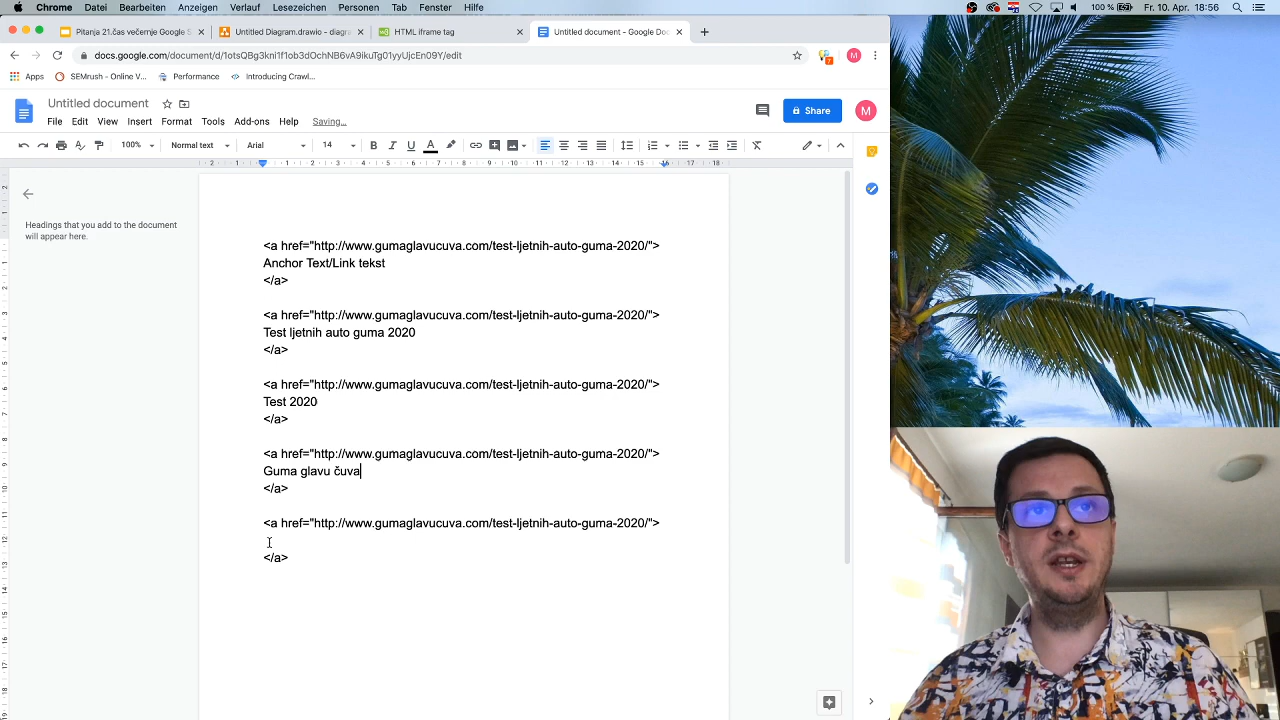 Chrome Datei Bearbeiten Anzeigen Verlauf Lesezeichen Personen Tab Fenster Hilfe 100 % Fr. 10. Apr. 18:56
Pitanja 21.čas večernje Google S Untitled Diagram.drawio - diagra HTML iframe tag Untitled document - Google Do
Apps SEMrush - Online V... Performance Introducing Crawl...
Untitled document
File Edit View Insert Format Tools Add-ons Help Saving...
Share M
100% Normal text Arial 14
Headings that you add to the document
will appear here.
<a href="http://www.gumaglavucuva.com/test-ljetnih-auto-guma-2020/">
Anchor Text/Link tekst
</a>
<a href="http://www.gumaglavucuva.com/test-ljetnih-auto-guma-2020/">
Test ljetnih auto guma 2020
</a>
<a href="http://www.gumaglavucuva.com/test-ljetnih-auto-guma-2020/">
Test 2020
</a>
<a href="http://www.gumaglavucuva.com/test-ljetnih-auto-guma-2020/">
Guma glavu čuva
</a>
<a href="http://www.gumaglavucuva.com/test-ljetnih-auto-guma-2020/">
</a>